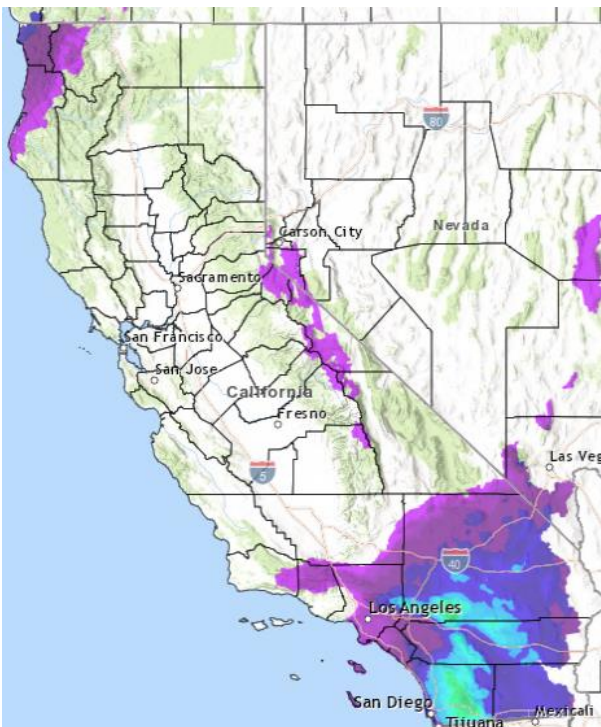 80
Nevada
Carson City
Sacramento
San Francisco
San Jose
California
Fresno
5
Las Veg
40
Los Angeles
San Diego
Mexicali
Tijuana